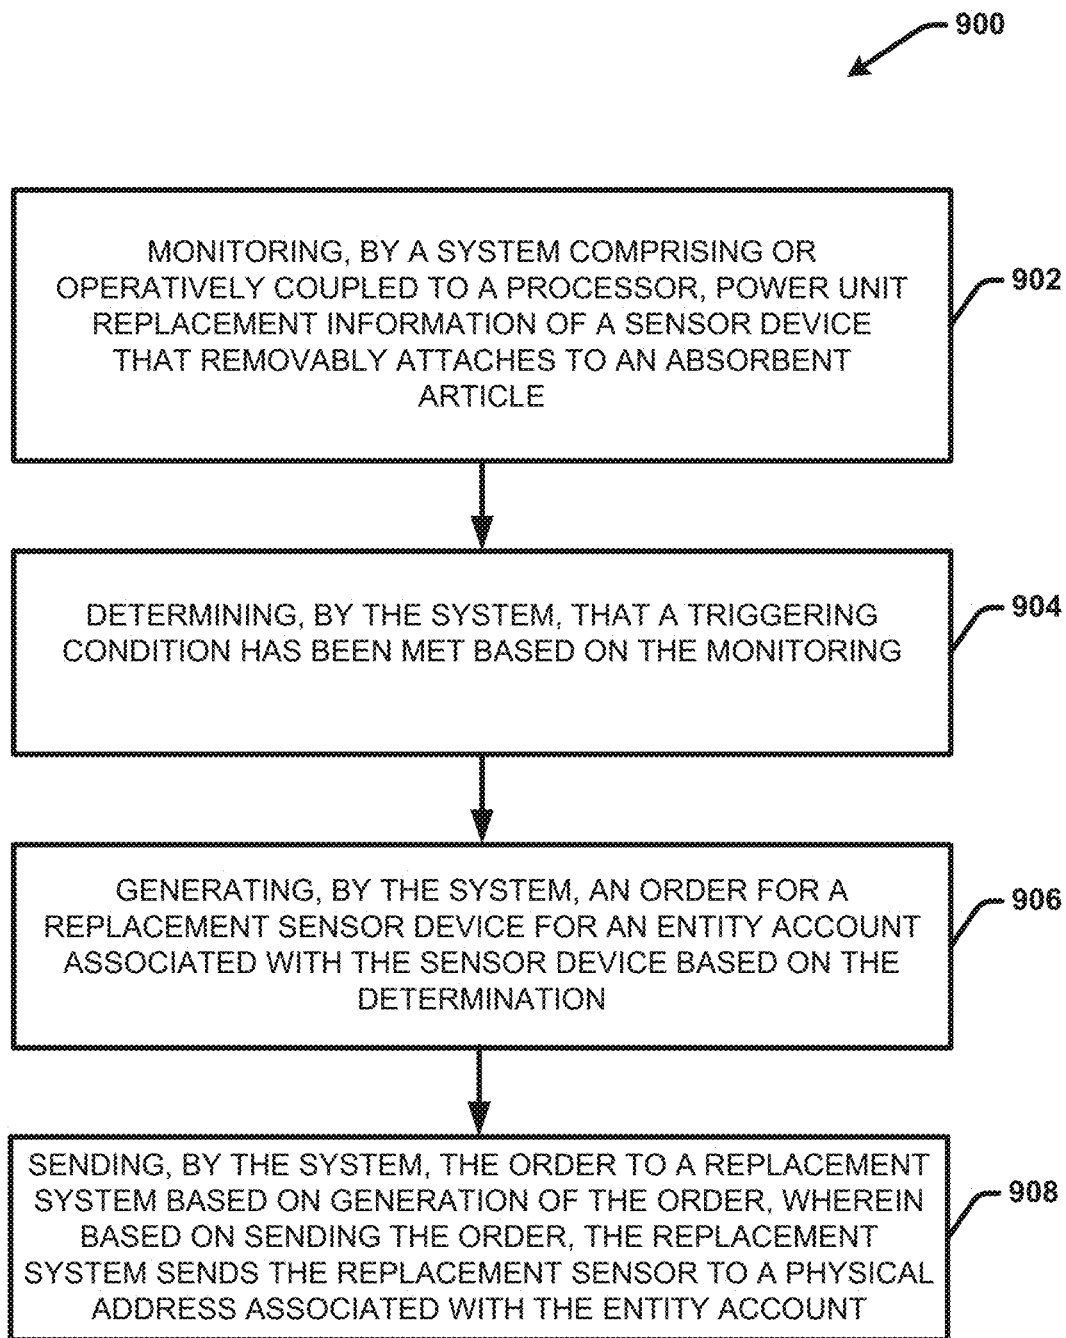 900
MONITORING, BY A SYSTEM COMPRISING OR
OPERATIVELY COUPLED TO A PROCESSOR, POWER UNIT
REPLACEMENT INFORMATION OF A SENSOR DEVICE
THAT REMOVABLY ATTACHES TO AN ABSORBENT
ARTICLE
902
DETERMINING, BY THE SYSTEM, THAT A TRIGGERING
CONDITION HAS BEEN MET BASED ON THE MONITORING
904
GENERATING, BY THE SYSTEM, AN ORDER FOR A
REPLACEMENT SENSOR DEVICE FOR AN ENTITY ACCOUNT
ASSOCIATED WITH THE SENSOR DEVICE BASED ON THE
DETERMINATION
906
SENDING, BY THE SYSTEM, THE ORDER TO A REPLACEMENT
SYSTEM BASED ON GENERATION OF THE ORDER, WHEREIN
BASED ON SENDING THE ORDER, THE REPLACEMENT
SYSTEM SENDS THE REPLACEMENT SENSOR TO A PHYSICAL
ADDRESS ASSOCIATED WITH THE ENTITY ACCOUNT
908